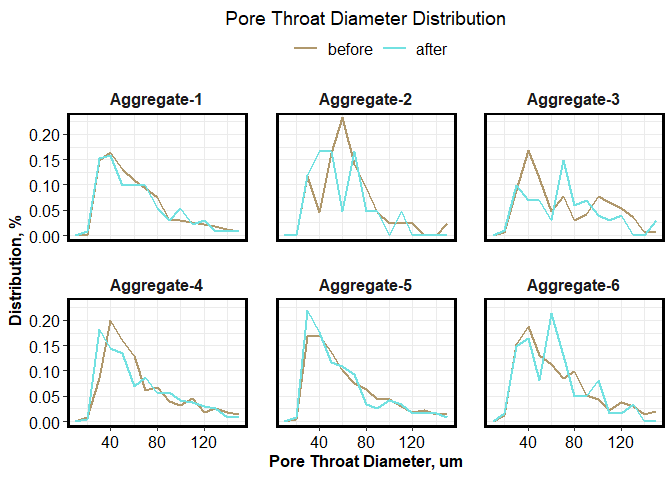 Pore Throat Diameter Distribution
before after
Aggregate-1 Aggregate-2 Aggregate-3
0.20
0.15
0.10
0.05
0.00
Distribution, %
Aggregate-4 Aggregate-5 Aggregate-6
0.20
0.15
0.10
0.05
0.00
40 80 120 40 80 120 40 80 120
Pore Throat Diameter, um